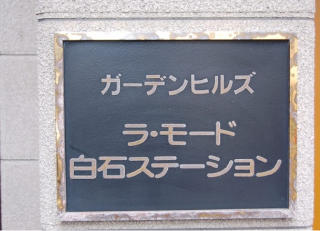 ガーデンヒルズ
ラ・モード
白石ステーション